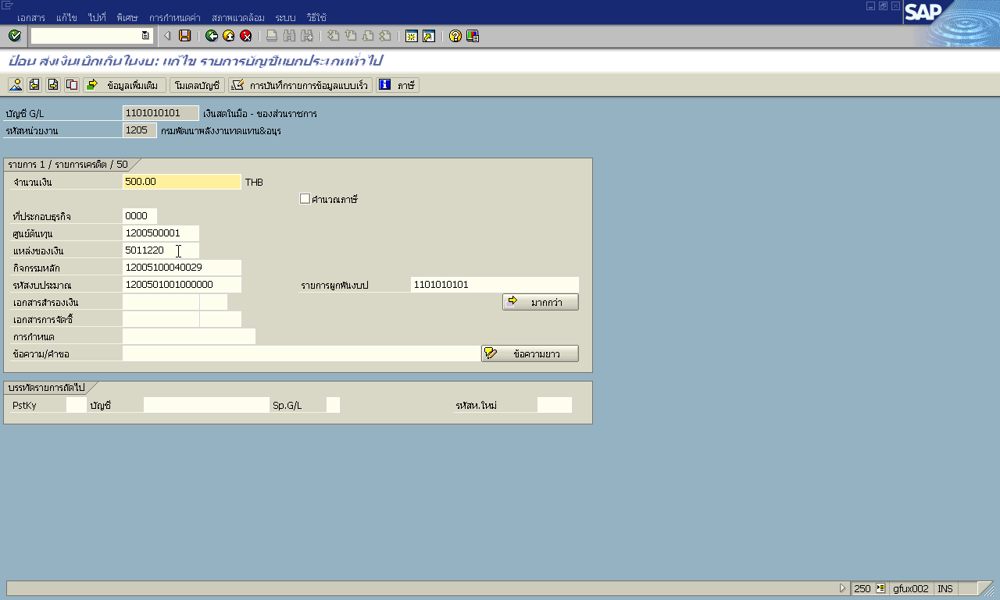 เอกสาร แก้ไข ไปที่ พิเศษ การกำหนดค่า สภาพแวดล้อม ระบบ วิธีใช้
SAP
ป้อน ส่งเงินเบิกเกินในงบ: แก้ไข รายการบัญชีแยกประเภททั่วไป
ข้อมูลเพิ่มเติม โมเดลบัญชี การบันทึกรายการข้อมูลแบบเร็ว ภาษี
บัญชี G/L 1101010101 เงินสดในมือ - ของส่วนราชการ
รหัสหน่วยงาน 1205 กรมพัฒนาพลังงานทดแทน&อนุร
รายการ 1 / รายการเครดิต / 50
จำนวนเงิน 500.00 THB
คำนวณภาษี
ที่ประกอบธุรกิจ 0000
ศูนย์ต้นทุน 1200500001
แหล่งของเงิน 5011220
กิจกรรมหลัก 12005100040029
รหัสงบประมาณ 1200501001000000 รายการผูกพันงบป 1101010101
เอกสารสำรองเงิน มากกว่า
เอกสารการจัดซื้
การกำหนด
ข้อความ/คำขอ ข้อความยาว
บรรทัดรายการถัดไป
PstKy บัญชี Sp.G/L รหัสห.ใหม่
250 gfux002 INS